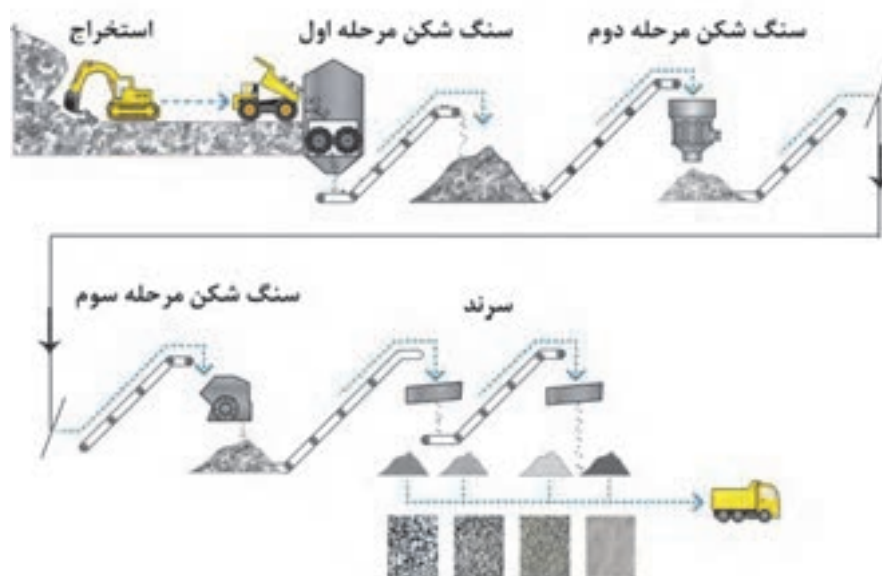 استخراج
سنگ شکن مرحله اول
سنگ شکن مرحله دوم
سنگ شکن مرحله سوم
سرند